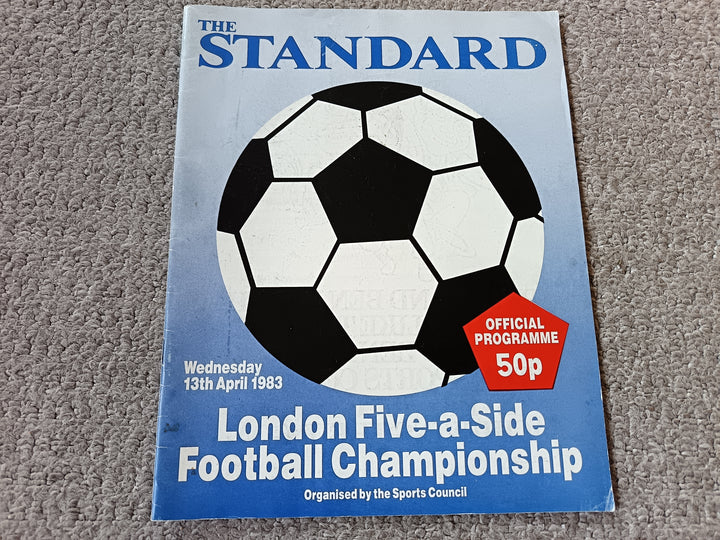 THE
STANDARD
OFFICIAL
PROGRAMME
50p
Wednesday
13th April 1983
London Five-a-Side
Football Championship
Organised by the Sports Council